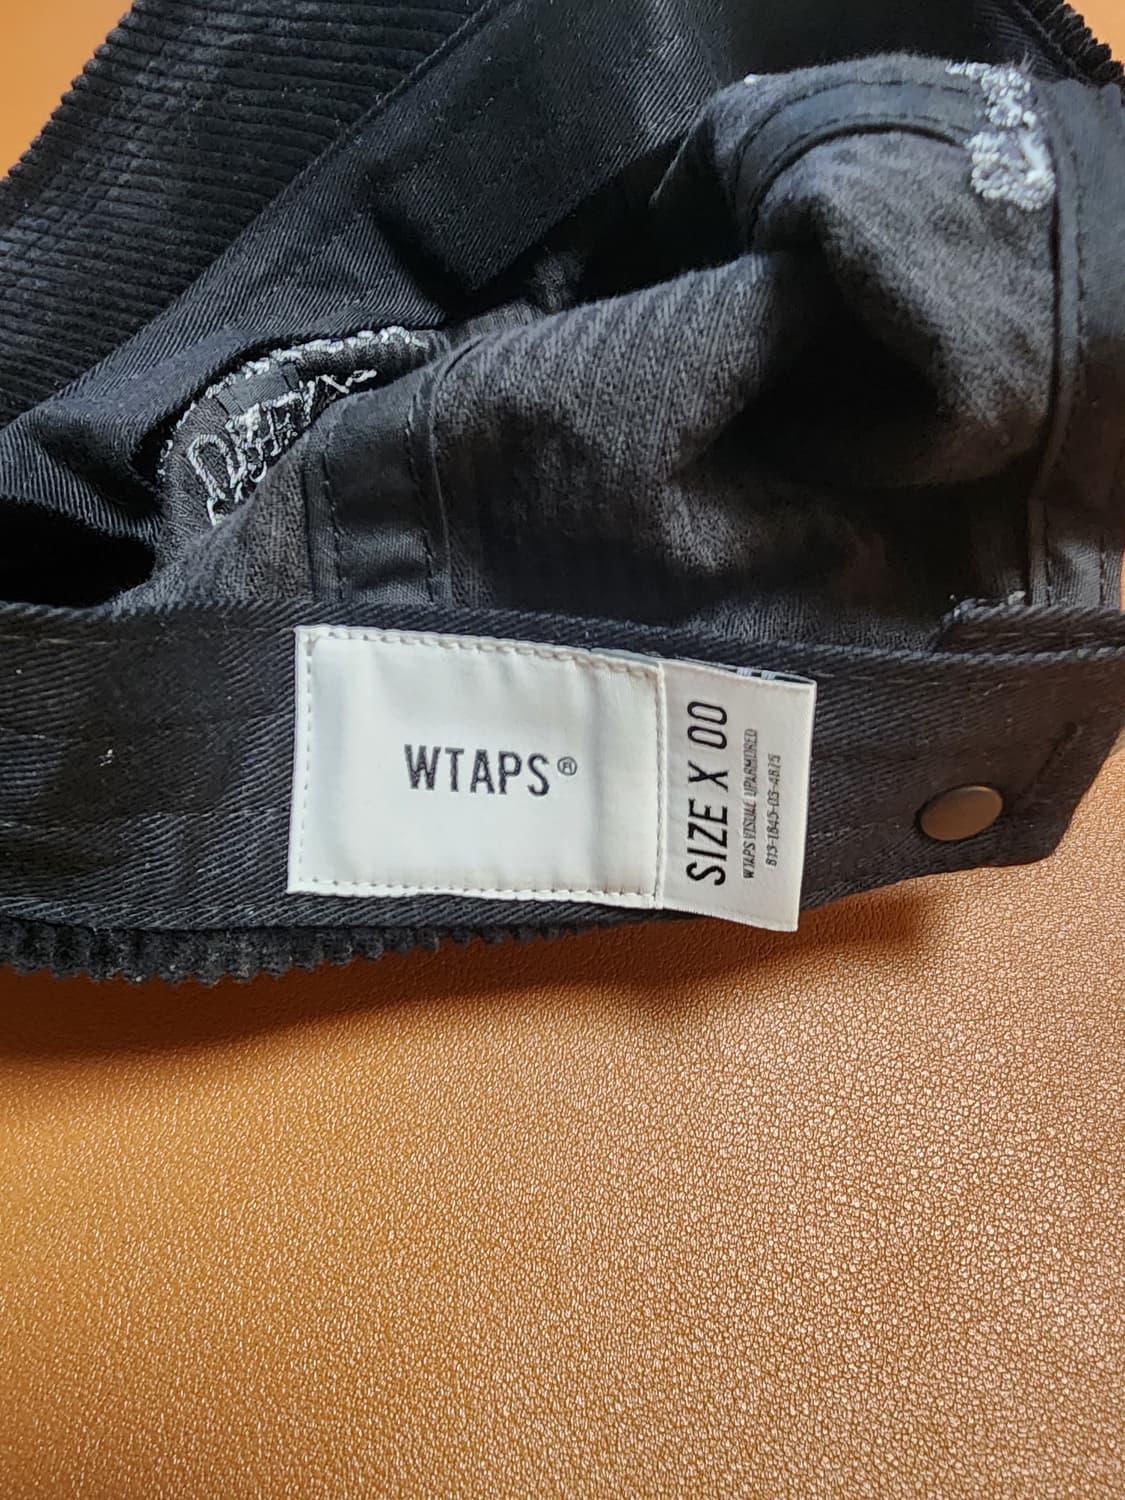 WTAPS®
SIZE X 00
WTAPS VISUAL UPARMORED